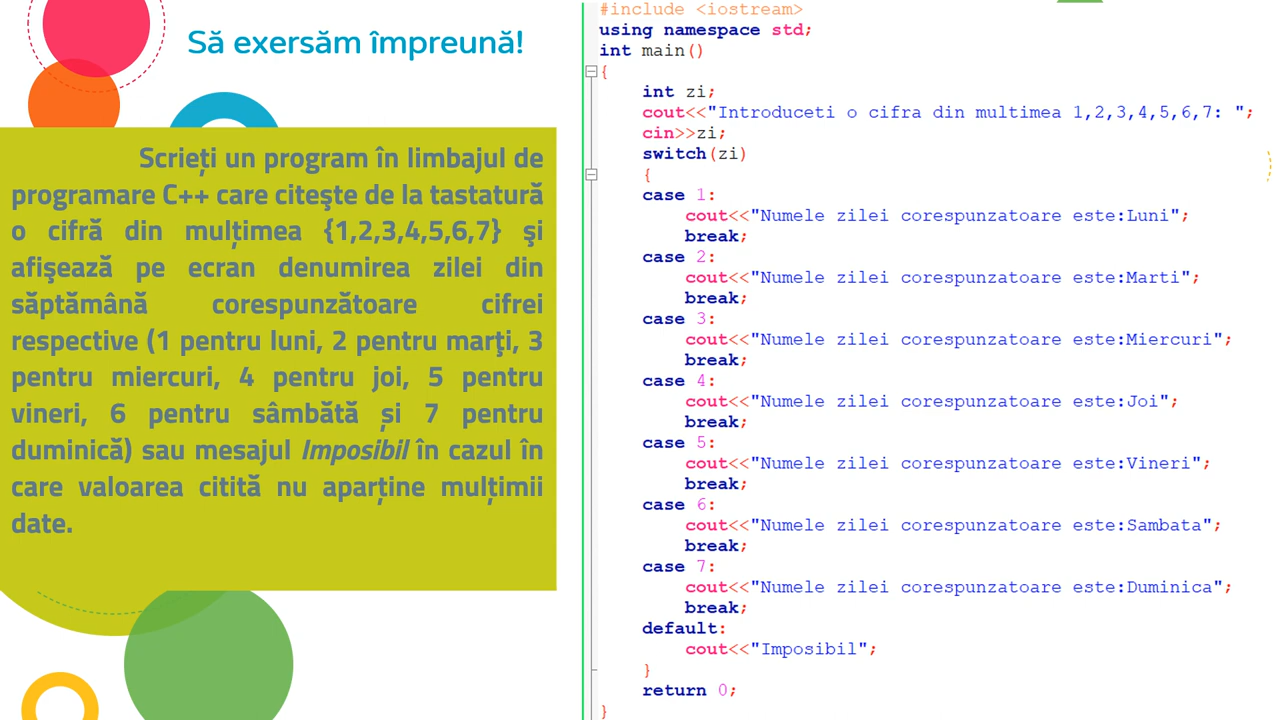 Să exersăm împreună!
Scrieți un program în limbajul de
programare C++ care citeşte de la tastatură
o cifră din mulțimea {1,2,3,4,5,6,7} şi
afişează pe ecran denumirea zilei din
săptămână corespunzătoare cifrei
respective (1 pentru luni, 2 pentru marţi, 3
pentru miercuri, 4 pentru joi, 5 pentru
vineri, 6 pentru sâmbătă și 7 pentru
duminică) sau mesajul Imposibil în cazul în
care valoarea citită nu aparține mulțimii
date.
#include <iostream>
using namespace std;
int main()
{
int zi;
cout<<"Introduceti o cifra din multimea 1,2,3,4,5,6,7: ";
cin>>zi;
switch(zi)
{
case 1:
cout<<"Numele zilei corespunzatoare este:Luni";
break;
case 2:
cout<<"Numele zilei corespunzatoare este:Marti";
break;
case 3:
cout<<"Numele zilei corespunzatoare este:Miercuri";
break;
case 4:
cout<<"Numele zilei corespunzatoare este:Joi";
break;
case 5:
cout<<"Numele zilei corespunzatoare este:Vineri";
break;
case 6:
cout<<"Numele zilei corespunzatoare este:Sambata";
break;
case 7:
cout<<"Numele zilei corespunzatoare este:Duminica";
break;
default:
cout<<"Imposibil";
}
return 0;
}